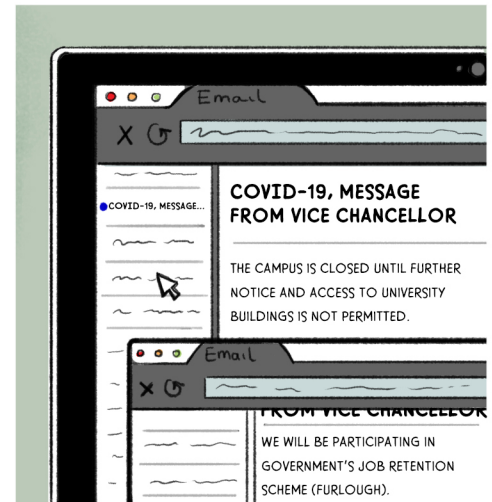 Email
COVID-19, MESSAGE...
COVID-19, MESSAGE
FROM VICE CHANCELLOR
THE CAMPUS IS CLOSED UNTIL FURTHER
NOTICE AND ACCESS TO UNIVERSITY
BUILDINGS IS NOT PERMITTED.
Email
FROM VICE CHANCELLOR
WE WILL BE PARTICIPATING IN
GOVERNMENT'S JOB RETENTION
SCHEME (FURLOUGH).